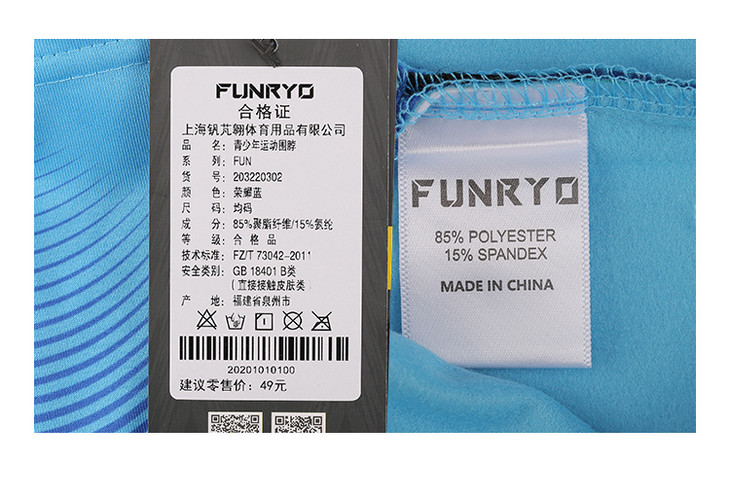 FUNRYO
合格证
上海钒芃翱体育用品有限公司
品 名: 青少年运动围脖
系 列: FUN
货 号: 203220302
颜 色: 荣耀蓝
尺 码: 均码
成 分: 85%聚脂纤维/15%氨纶
等 级: 合 格 品
技术标准: FZ/T 73042-2011
安全类别: GB 18401 B类
(直接接触皮肤类)
产 地: 福建省泉州市
20201010100
建议零售价: 49元
FUNRYO
85% POLYESTER
15% SPANDEX
MADE IN CHINA